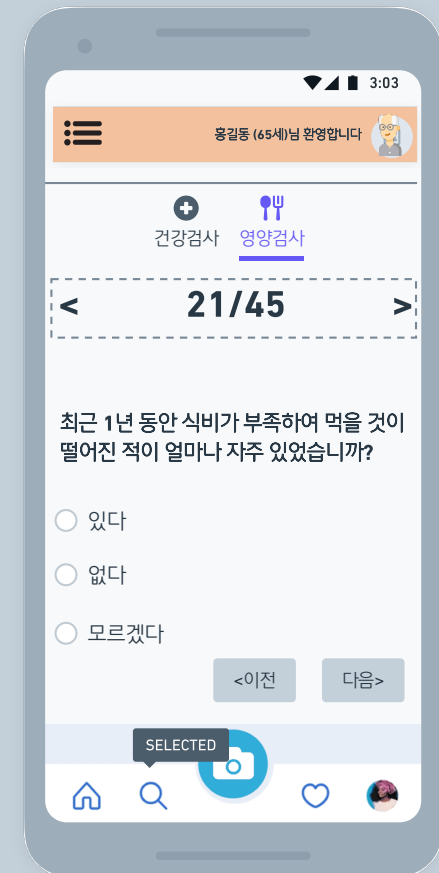 3:03
홍길동 (65세)님 환영합니다
건강검사 영양검사
< 21/45 >
최근 1년 동안 식비가 부족하여 먹을 것이
떨어진 적이 얼마나 자주 있었습니까?
있다
없다
모르겠다
<이전 다음>
SELECTED